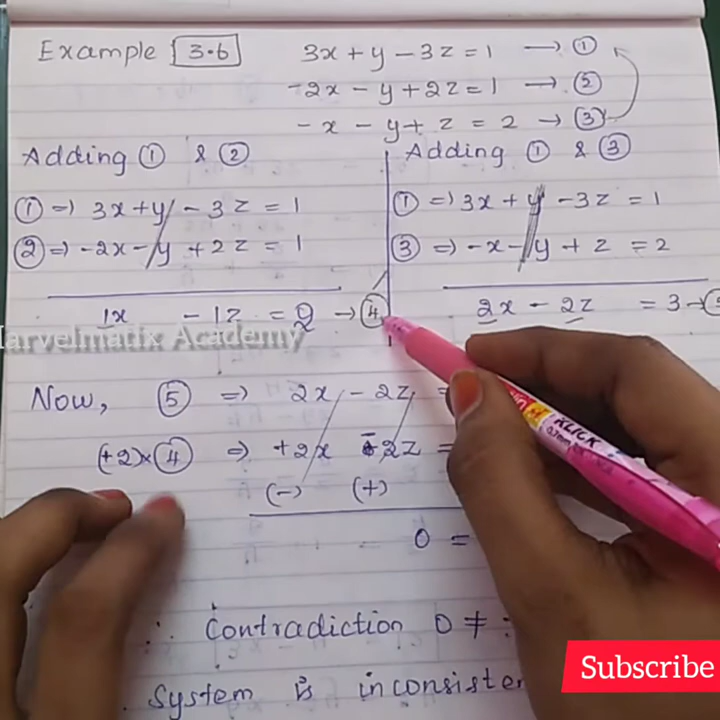 Example 3.6
3x + y - 3z = 1 → ①
-2x - y + 2z = 1 → ②
- x - y + z = 2 → ③
Adding ① & ②
① ⇒ 3x + y - 3z = 1
② ⇒ -2x - y + 2z = 1
1x - 1z = 2 → ④
Adding ① & ③
① ⇒ 3x + y - 3z = 1
③ ⇒ -x - y + z = 2
2x - 2z = 3 →
Marvelmatix Academy
Now, ⑤ ⇒ 2x - 2z =
(+2)×④ ⇒ +2x - 2z =
(-) (+)
0 =
∴ Contradiction 0 ≠
System is
KLICK
Subscribe